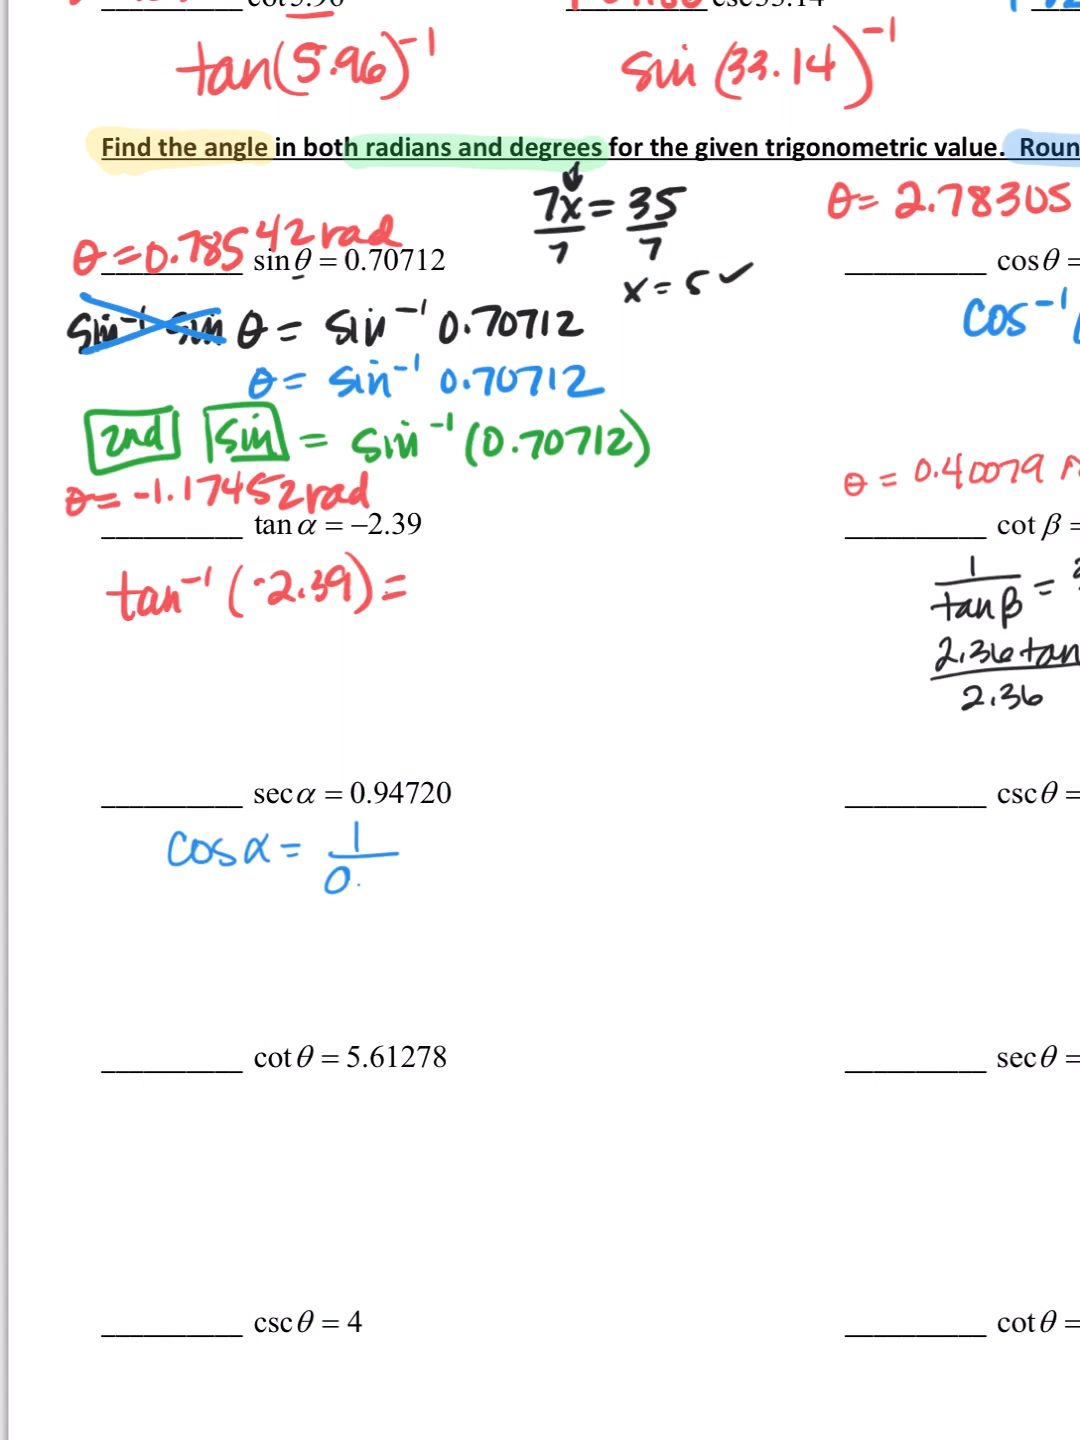 tan(5.96)⁻¹ sin (33.14)⁻¹
Find the angle in both radians and degrees for the given trigonometric value. Roun
7x = 35
7 7
x = 5 ✓
θ = 2.78305
θ = 0.78542 rad
sin θ = 0.70712
cos θ =
sin⁻¹ sin θ = sin⁻¹ 0.70712
cos⁻¹
θ = sin⁻¹ 0.70712
2nd sin = sin⁻¹ (0.70712)
θ = -1.17452 rad
θ = 0.40079
tan α = −2.39
cot β =
tan⁻¹ (-2.39) =
1
tan β =
2.36 tan
2.36
sec α = 0.94720
csc θ =
cos α = 1
0.
cot θ = 5.61278
sec θ =
csc θ = 4
cot θ =